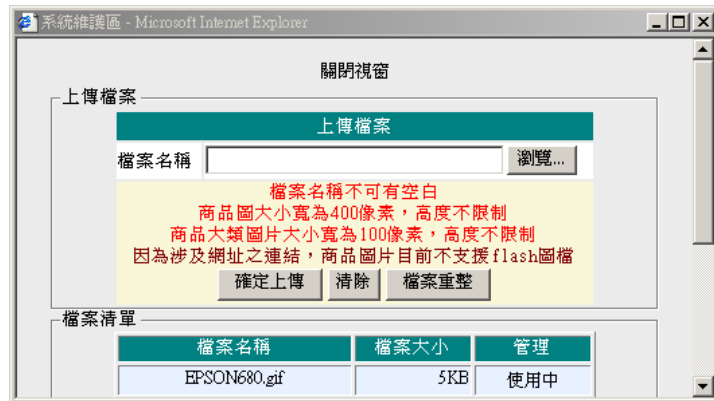 系統維護區 - Microsoft Internet Explorer
關閉視窗
上傳檔案
上傳檔案
檔案名稱 瀏覽...
檔案名稱不可有空白
商品圖大小寬為400像素，高度不限制
商品大類圖片大小寬為100像素，高度不限制
因為涉及網址之連結，商品圖片目前不支援flash圖檔
確定上傳 清除 檔案重整
檔案清單
檔案名稱 檔案大小 管理
EPSON680.gif 5KB 使用中